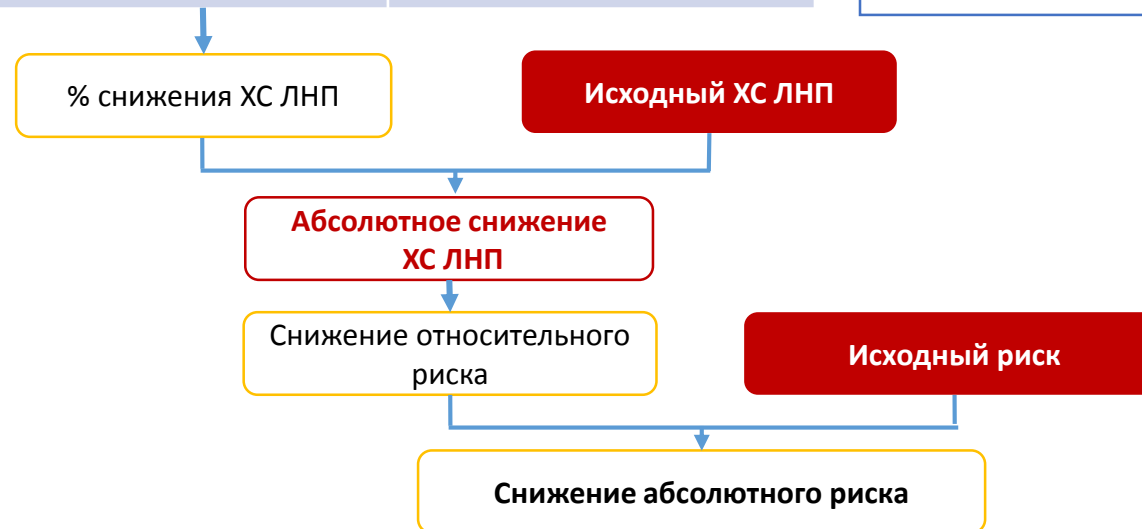 % снижения ХС ЛНП
Исходный ХС ЛНП
Абсолютное снижение
ХС ЛНП
Снижение относительного
риска
Исходный риск
Снижение абсолютного риска